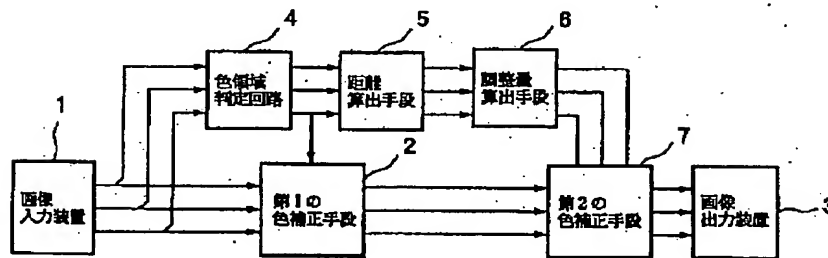 4
5
6
色領域
判定回路
距離
算出手段
調整量
算出手段
1
2
7
画像
入力装置
第1の
色補正手段
第2の
色補正手段
画像
出力装置
3